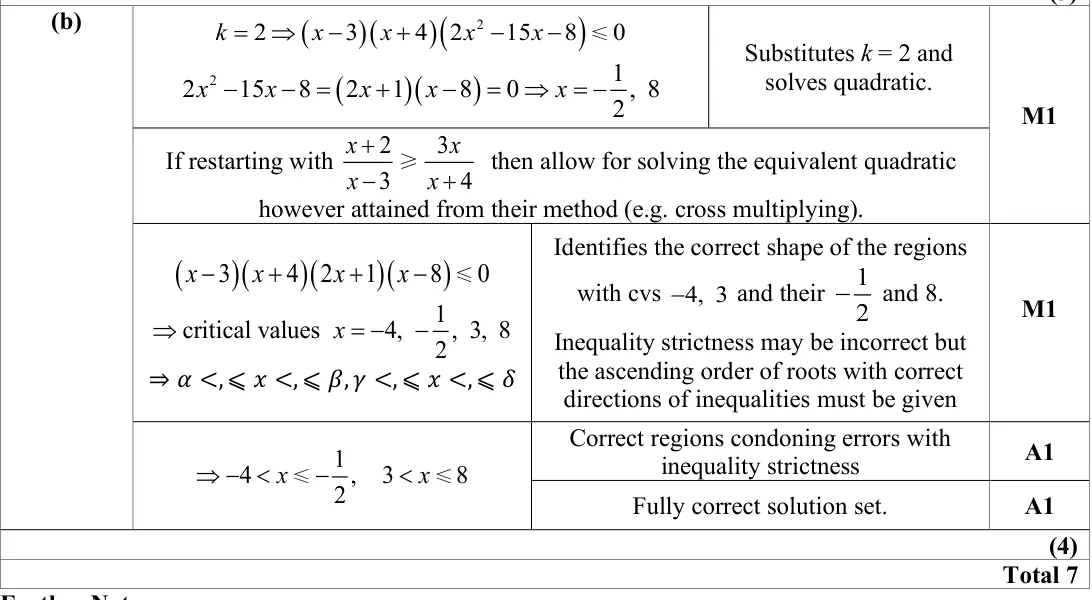 (b)
k = 2 ⇒ (x−3)(x+4)(2x²−15x−8) ⩽ 0
2x²−15x−8 = (2x+1)(x−8) = 0 ⇒ x = −1/2, 8
Substitutes k = 2 and
solves quadratic.
M1
If restarting with (x+2)/(x−3) ⩾ 3x/(x+4) then allow for solving the equivalent quadratic
however attained from their method (e.g. cross multiplying).
(x−3)(x+4)(2x+1)(x−8) ⩽ 0
⇒ critical values x = −4, −1/2, 3, 8
⇒ α <,⩽ x <,⩽ β, γ <,⩽ x <,⩽ δ
Identifies the correct shape of the regions
with cvs −4, 3 and their −1/2 and 8.
Inequality strictness may be incorrect but
the ascending order of roots with correct
directions of inequalities must be given
M1
⇒ −4 < x ⩽ −1/2, 3 < x ⩽ 8
Correct regions condoning errors with
inequality strictness
A1
Fully correct solution set.
A1
(4)
Total 7